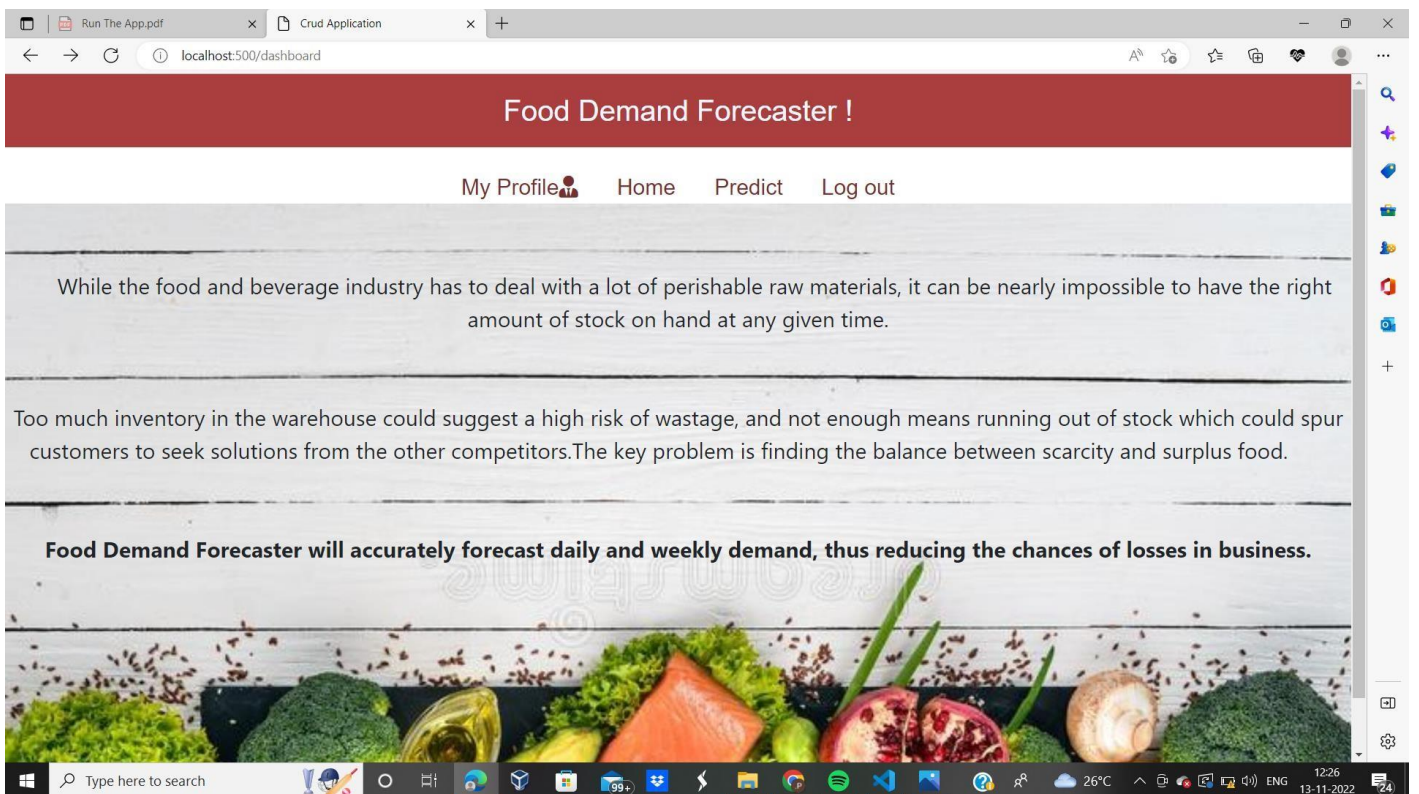 Run The App.pdf
Crud Application
localhost:500/dashboard
Food Demand Forecaster !
My Profile Home Predict Log out
While the food and beverage industry has to deal with a lot of perishable raw materials, it can be nearly impossible to have the right
amount of stock on hand at any given time.
Too much inventory in the warehouse could suggest a high risk of wastage, and not enough means running out of stock which could spur
customers to seek solutions from the other competitors.The key problem is finding the balance between scarcity and surplus food.
Food Demand Forecaster will accurately forecast daily and weekly demand, thus reducing the chances of losses in business.
Type here to search
99+
26°C
ENG
12:26
13-11-2022
24